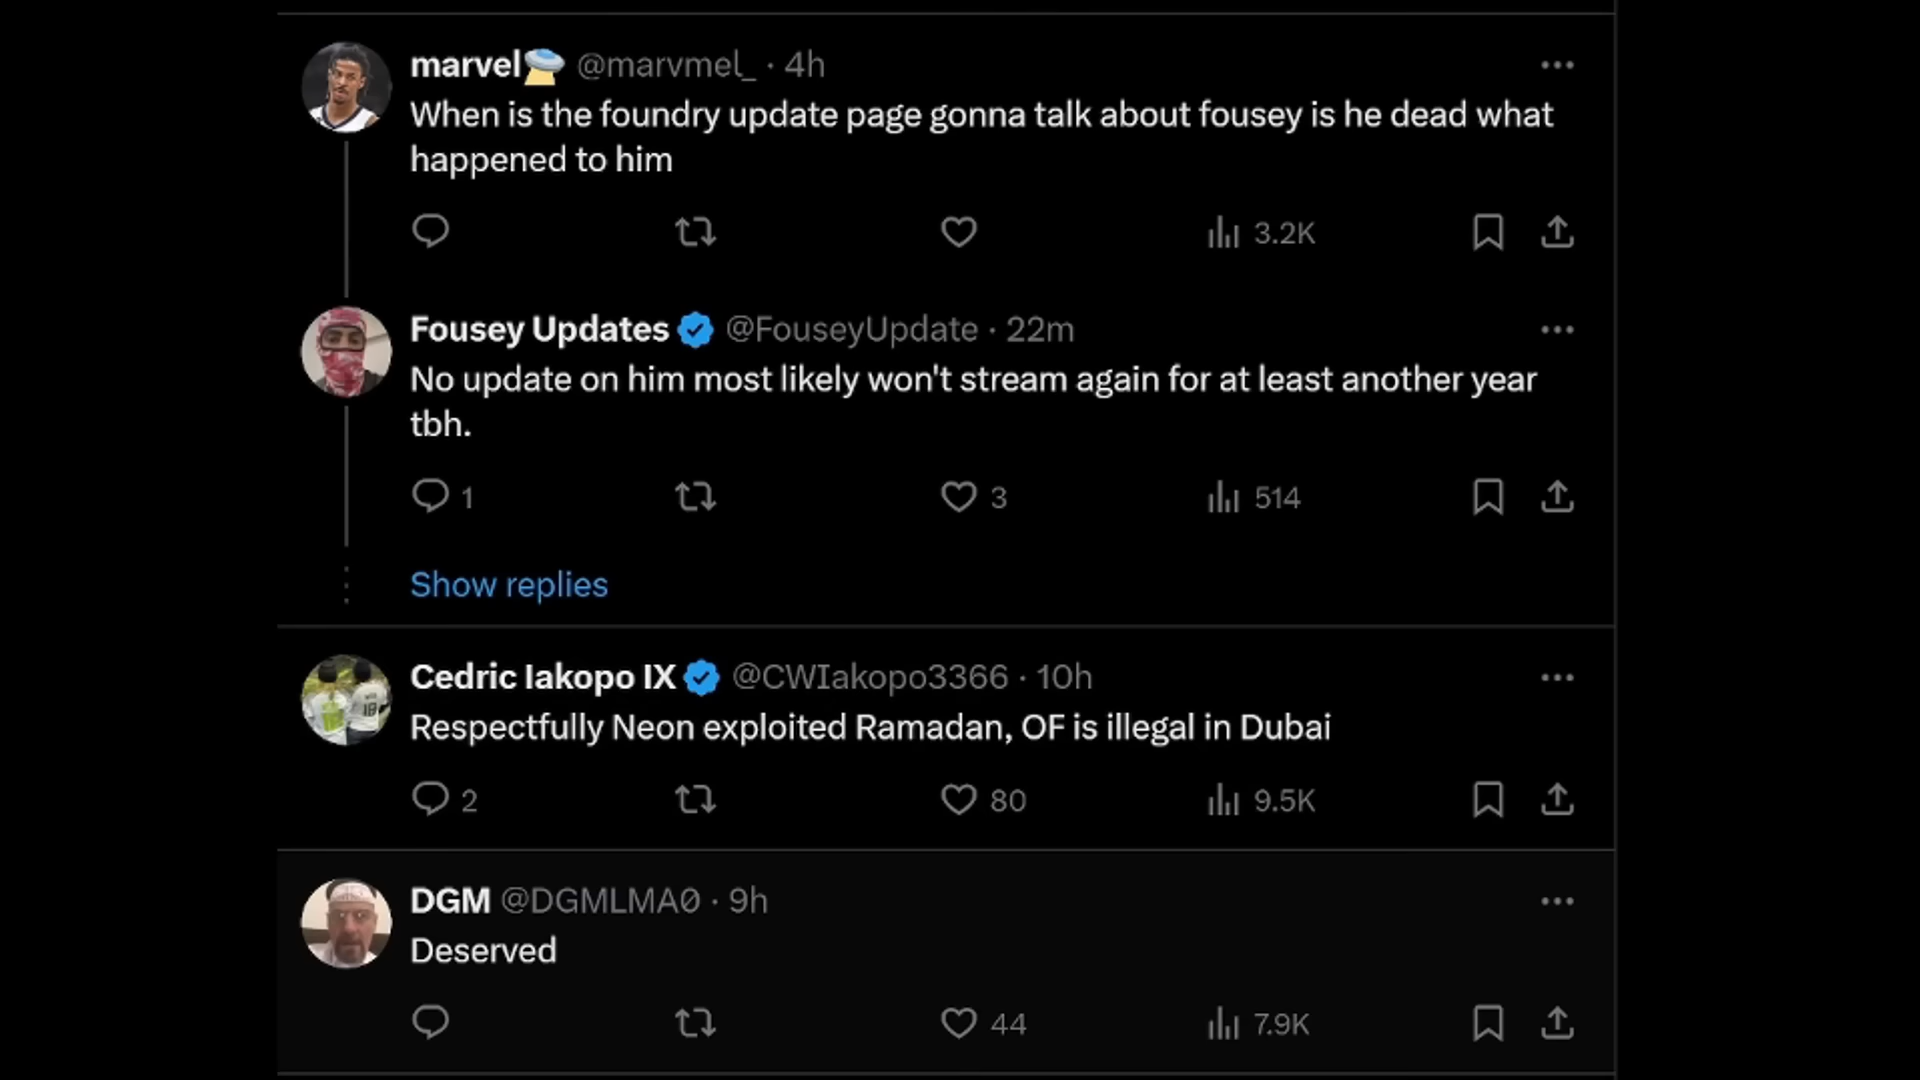 marvel🛸 @marvmel_ · 4h
When is the foundry update page gonna talk about fousey is he dead what
happened to him
3.2K
Fousey Updates @FouseyUpdate · 22m
No update on him most likely won't stream again for at least another year
tbh.
1 3 514
Show replies
Cedric Iakopo IX @CWIakopo3366 · 10h
Respectfully Neon exploited Ramadan, OF is illegal in Dubai
2 80 9.5K
DGM @DGMLMA0 · 9h
Deserved
44 7.9K